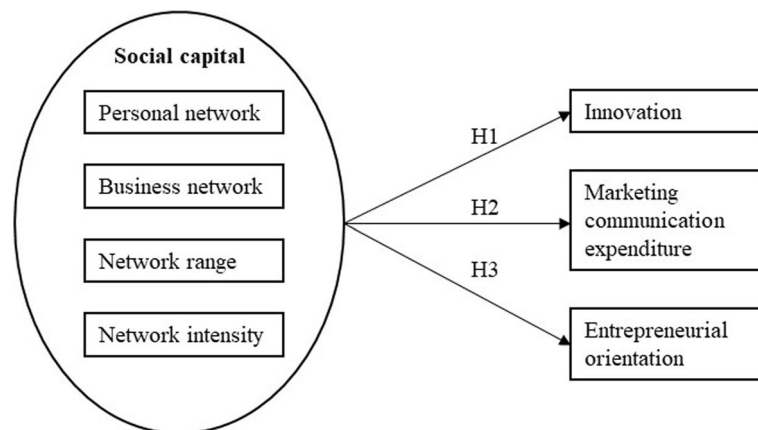 Social capital
Personal network
Business network
Network range
Network intensity
H1
H2
H3
Innovation
Marketing
communication
expenditure
Entrepreneurial
orientation